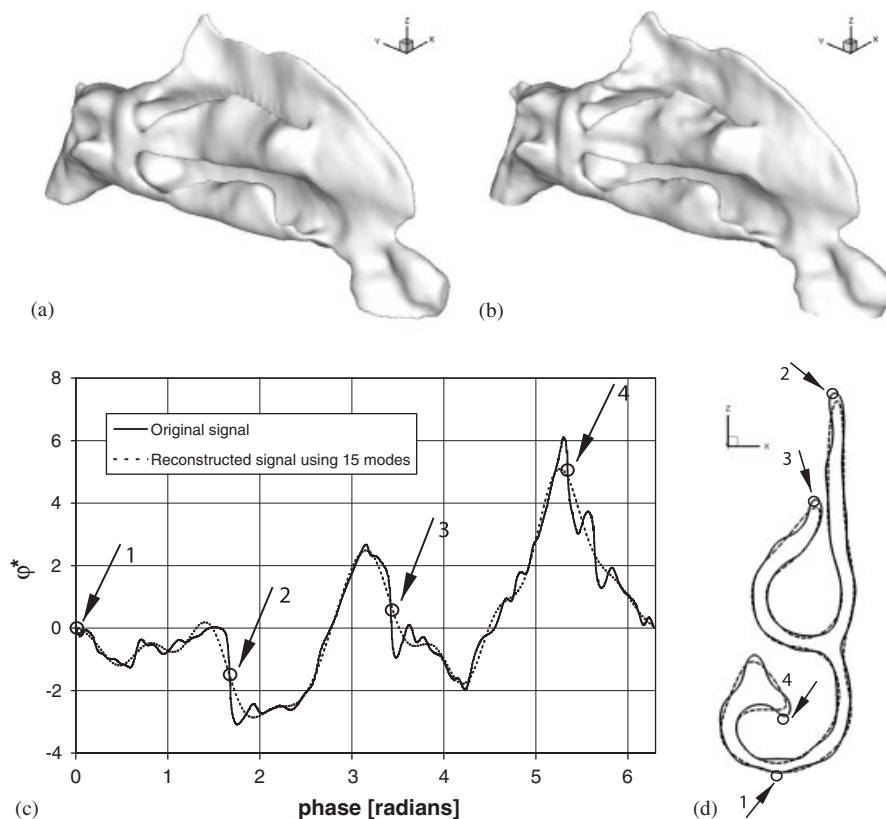 Z
Y
X
Z
Y
X
(a)
(b)
8
6
4
2
0
-2
-4
φ*
Original signal
Reconstructed signal using 15 modes
1
2
3
4
0
1
2
3
4
5
6
phase [radians]
(c)
2
z
x
3
4
1
(d)